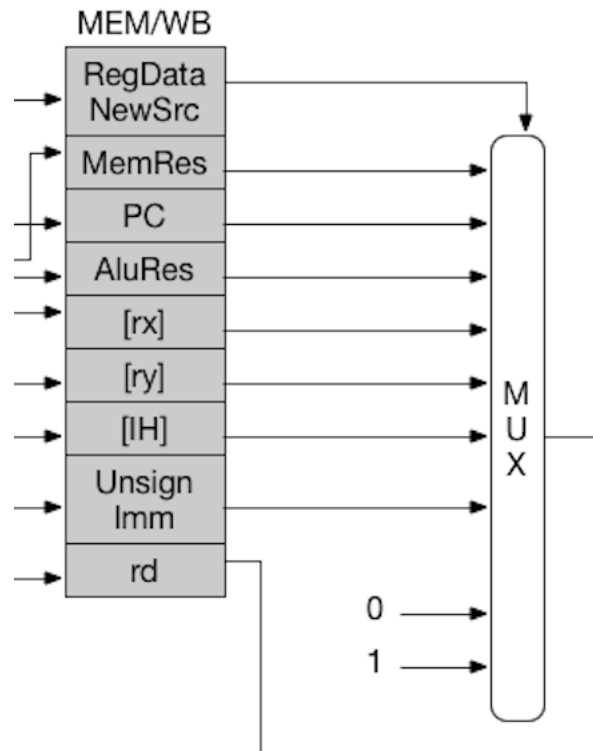 MEM/WB
RegData
NewSrc
MemRes
PC
AluRes
[rx]
[ry]
[IH]
Unsign
Imm
rd
M
U
X
0
1